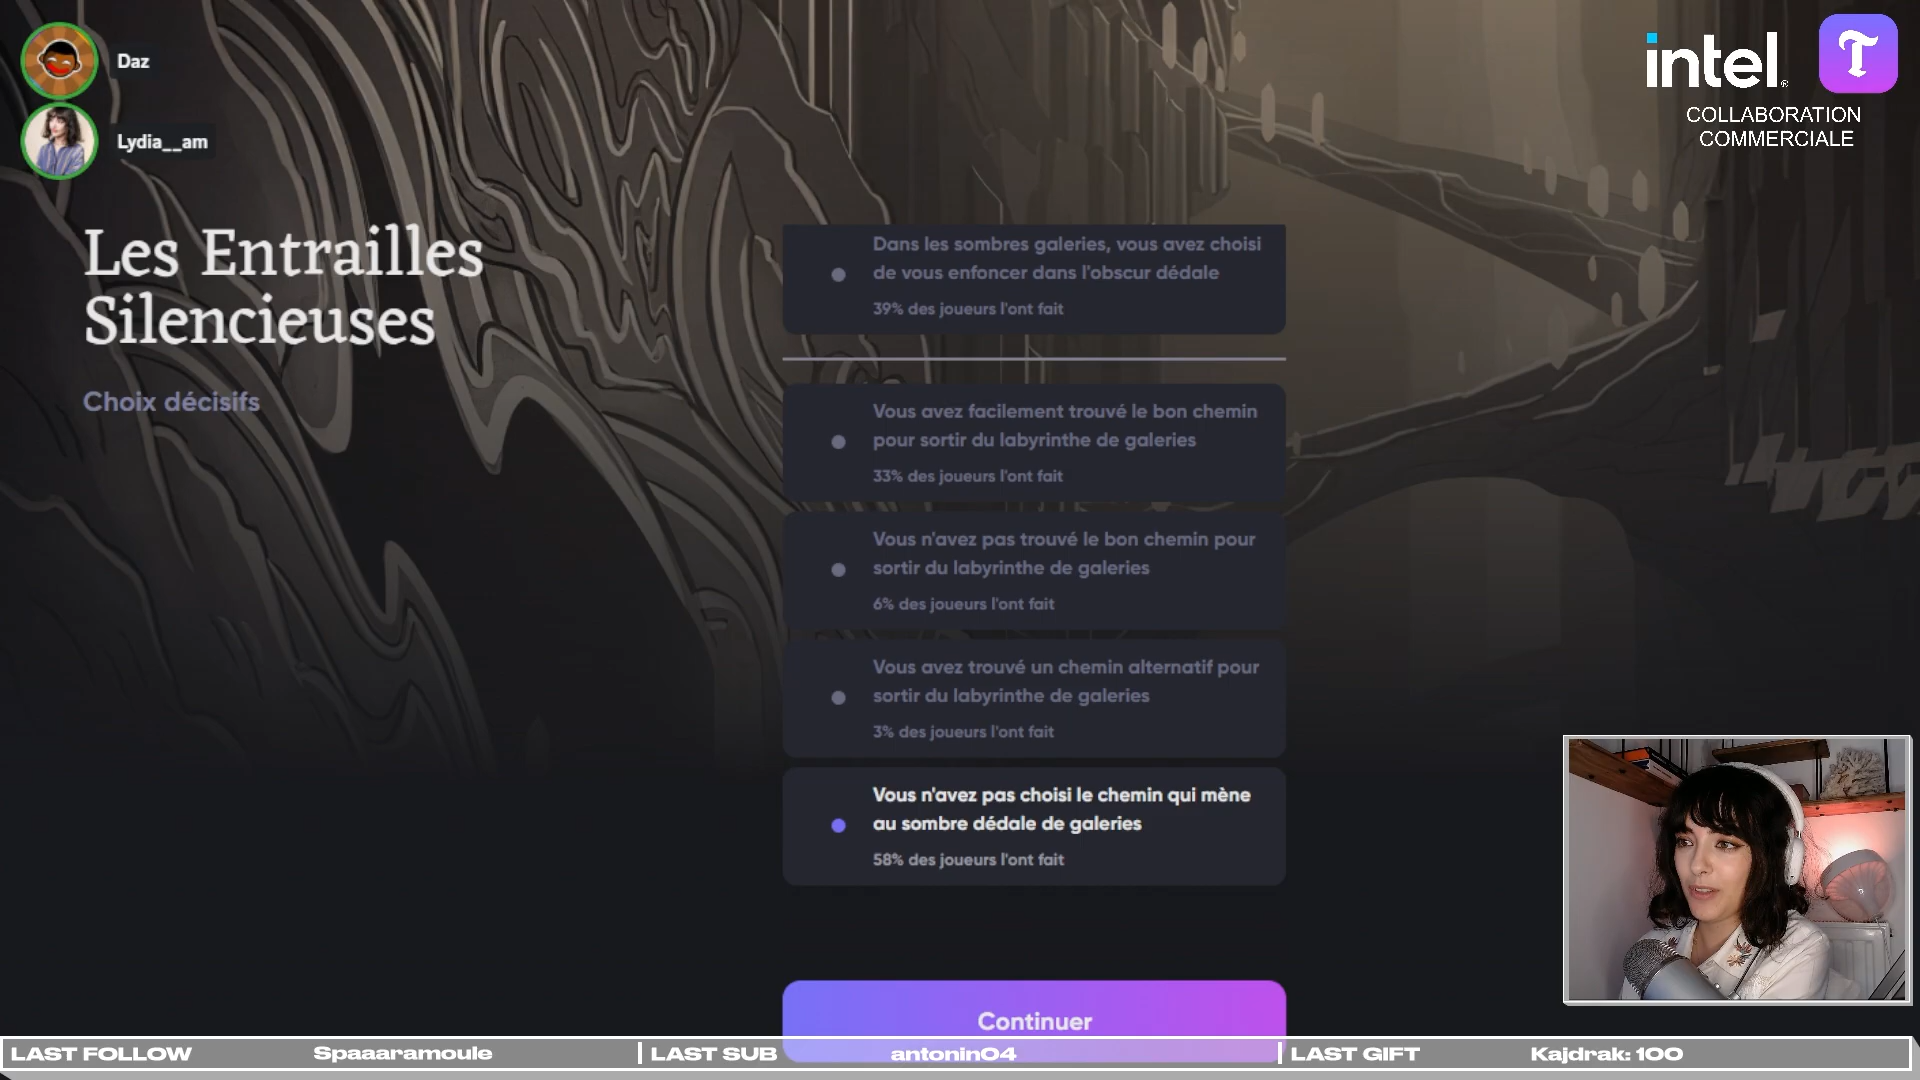 Daz
Lydia__am
intel
COLLABORATION
COMMERCIALE
Les Entrailles
Silencieuses
Choix décisifs
Dans les sombres galeries, vous avez choisi
de vous enfoncer dans l'obscur dédale
39% des joueurs l'ont fait
Vous avez facilement trouvé le bon chemin
pour sortir du labyrinthe de galeries
33% des joueurs l'ont fait
Vous n'avez pas trouvé le bon chemin pour
sortir du labyrinthe de galeries
6% des joueurs l'ont fait
Vous avez trouvé un chemin alternatif pour
sortir du labyrinthe de galeries
3% des joueurs l'ont fait
Vous n'avez pas choisi le chemin qui mène
au sombre dédale de galeries
58% des joueurs l'ont fait
Continuer
LAST FOLLOW Spaaaramoule LAST SUB antonin04 LAST GIFT Kajdrak: 100